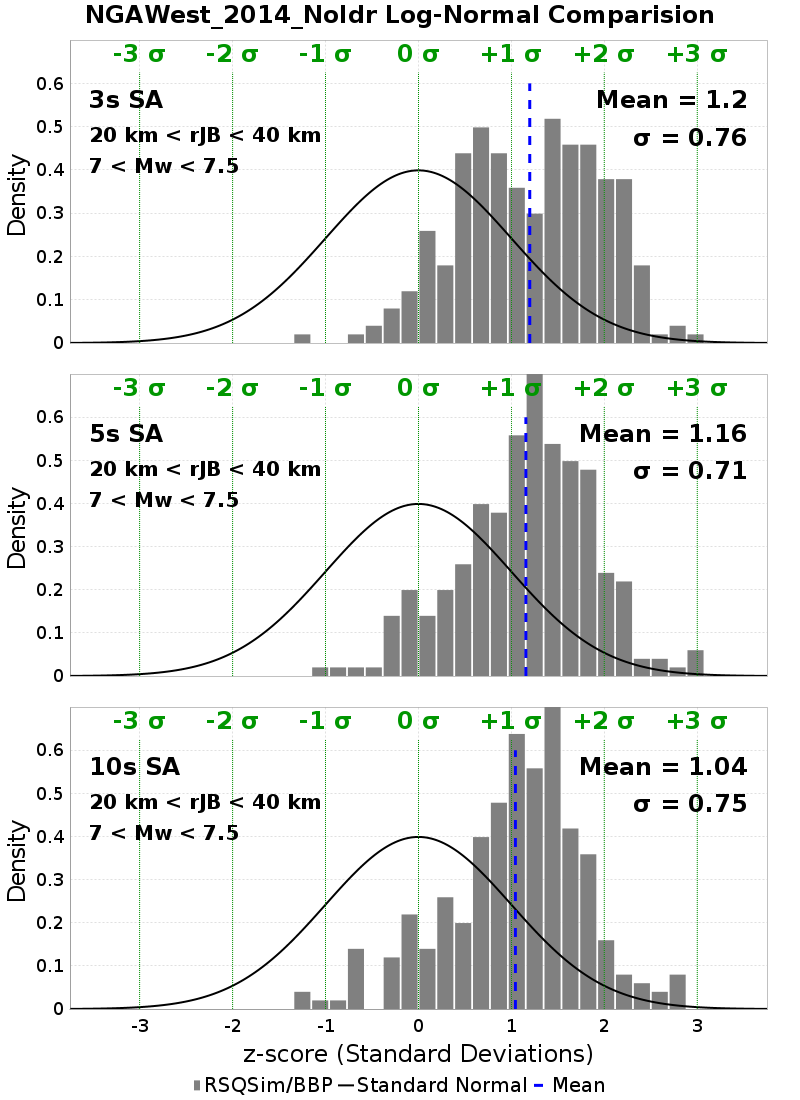 NGAWest_2014_NoIdr Log-Normal Comparision
-3 σ -2 σ -1 σ 0 σ +1 σ +2 σ +3 σ
0.6
3s SA Mean = 1.2
0.5
20 km < rJB < 40 km σ = 0.76
7 < Mw < 7.5
0.4
0.3
0.2
0.1
0
Density
-3 σ -2 σ -1 σ 0 σ +1 σ +2 σ +3 σ
0.6
5s SA Mean = 1.16
0.5
20 km < rJB < 40 km σ = 0.71
7 < Mw < 7.5
0.4
0.3
0.2
0.1
0
Density
-3 σ -2 σ -1 σ 0 σ +1 σ +2 σ +3 σ
0.6
10s SA Mean = 1.04
0.5
20 km < rJB < 40 km σ = 0.75
7 < Mw < 7.5
0.4
0.3
0.2
0.1
0
Density
-3 -2 -1 0 1 2 3
z-score (Standard Deviations)
RSQSim/BBP Standard Normal Mean